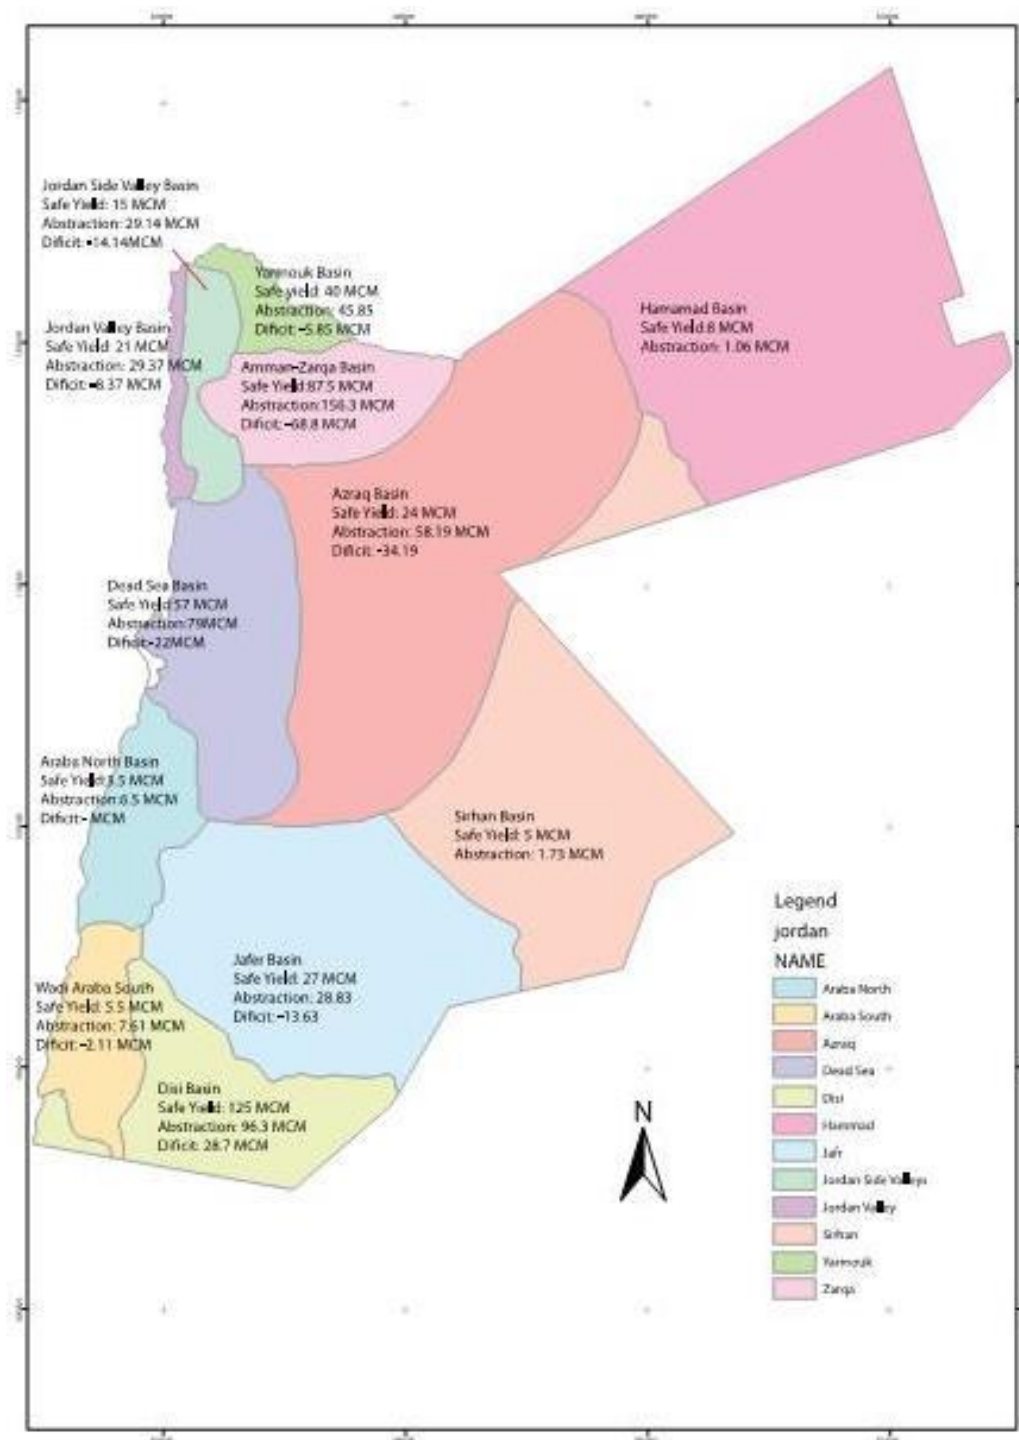 Jordan Side Valley Basin
Safe Yield: 15 MCM
Abstraction: 29.14 MCM
Dificit: -14.14MCM
Yarmouk Basin
Safe yield: 40 MCM
Abstraction: 45.85
Dificit: -5.85 MCM
Hamamad Basin
Safe Yield:8 MCM
Abstraction: 1.06 MCM
Jordan Valley Basin
Safe Yield: 21 MCM
Abstraction: 29.37 MCM
Dificit: -8.37 MCM
Amman-Zarqa Basin
Safe Yield:87.5 MCM
Abstraction:156.3 MCM
Dificit: -68.8 MCM
Azraq Basin
Safe Yield: 24 MCM
Abstraction: 58.19 MCM
Dificit: -34.19
Dead Sea Basin
Safe Yield:57 MCM
Abstraction:79MCM
Dificit:-22MCM
Araba North Basin
Safe Yield:3.5 MCM
Abstraction:6.5 MCM
Dificit:- MCM
Sirhan Basin
Safe Yield: 5 MCM
Abstraction: 1.73 MCM
Jafer Basin
Safe Yield: 27 MCM
Abstraction: 28.83
Dificit: -13.63
Wadi Araba South
Safe Yield: 5.5 MCM
Abstraction: 7.61 MCM
Dificit: -2.11 MCM
Disi Basin
Safe Yield: 125 MCM
Abstraction: 96.3 MCM
Dificit: 28.7 MCM
Legend
jordan
NAME
Araba North
Araba South
Azraq
Dead Sea
Disi
Hammad
Jafr
Jordan Side Valleys
Jordan Valley
Sirhan
Yarmouk
Zarqa
N